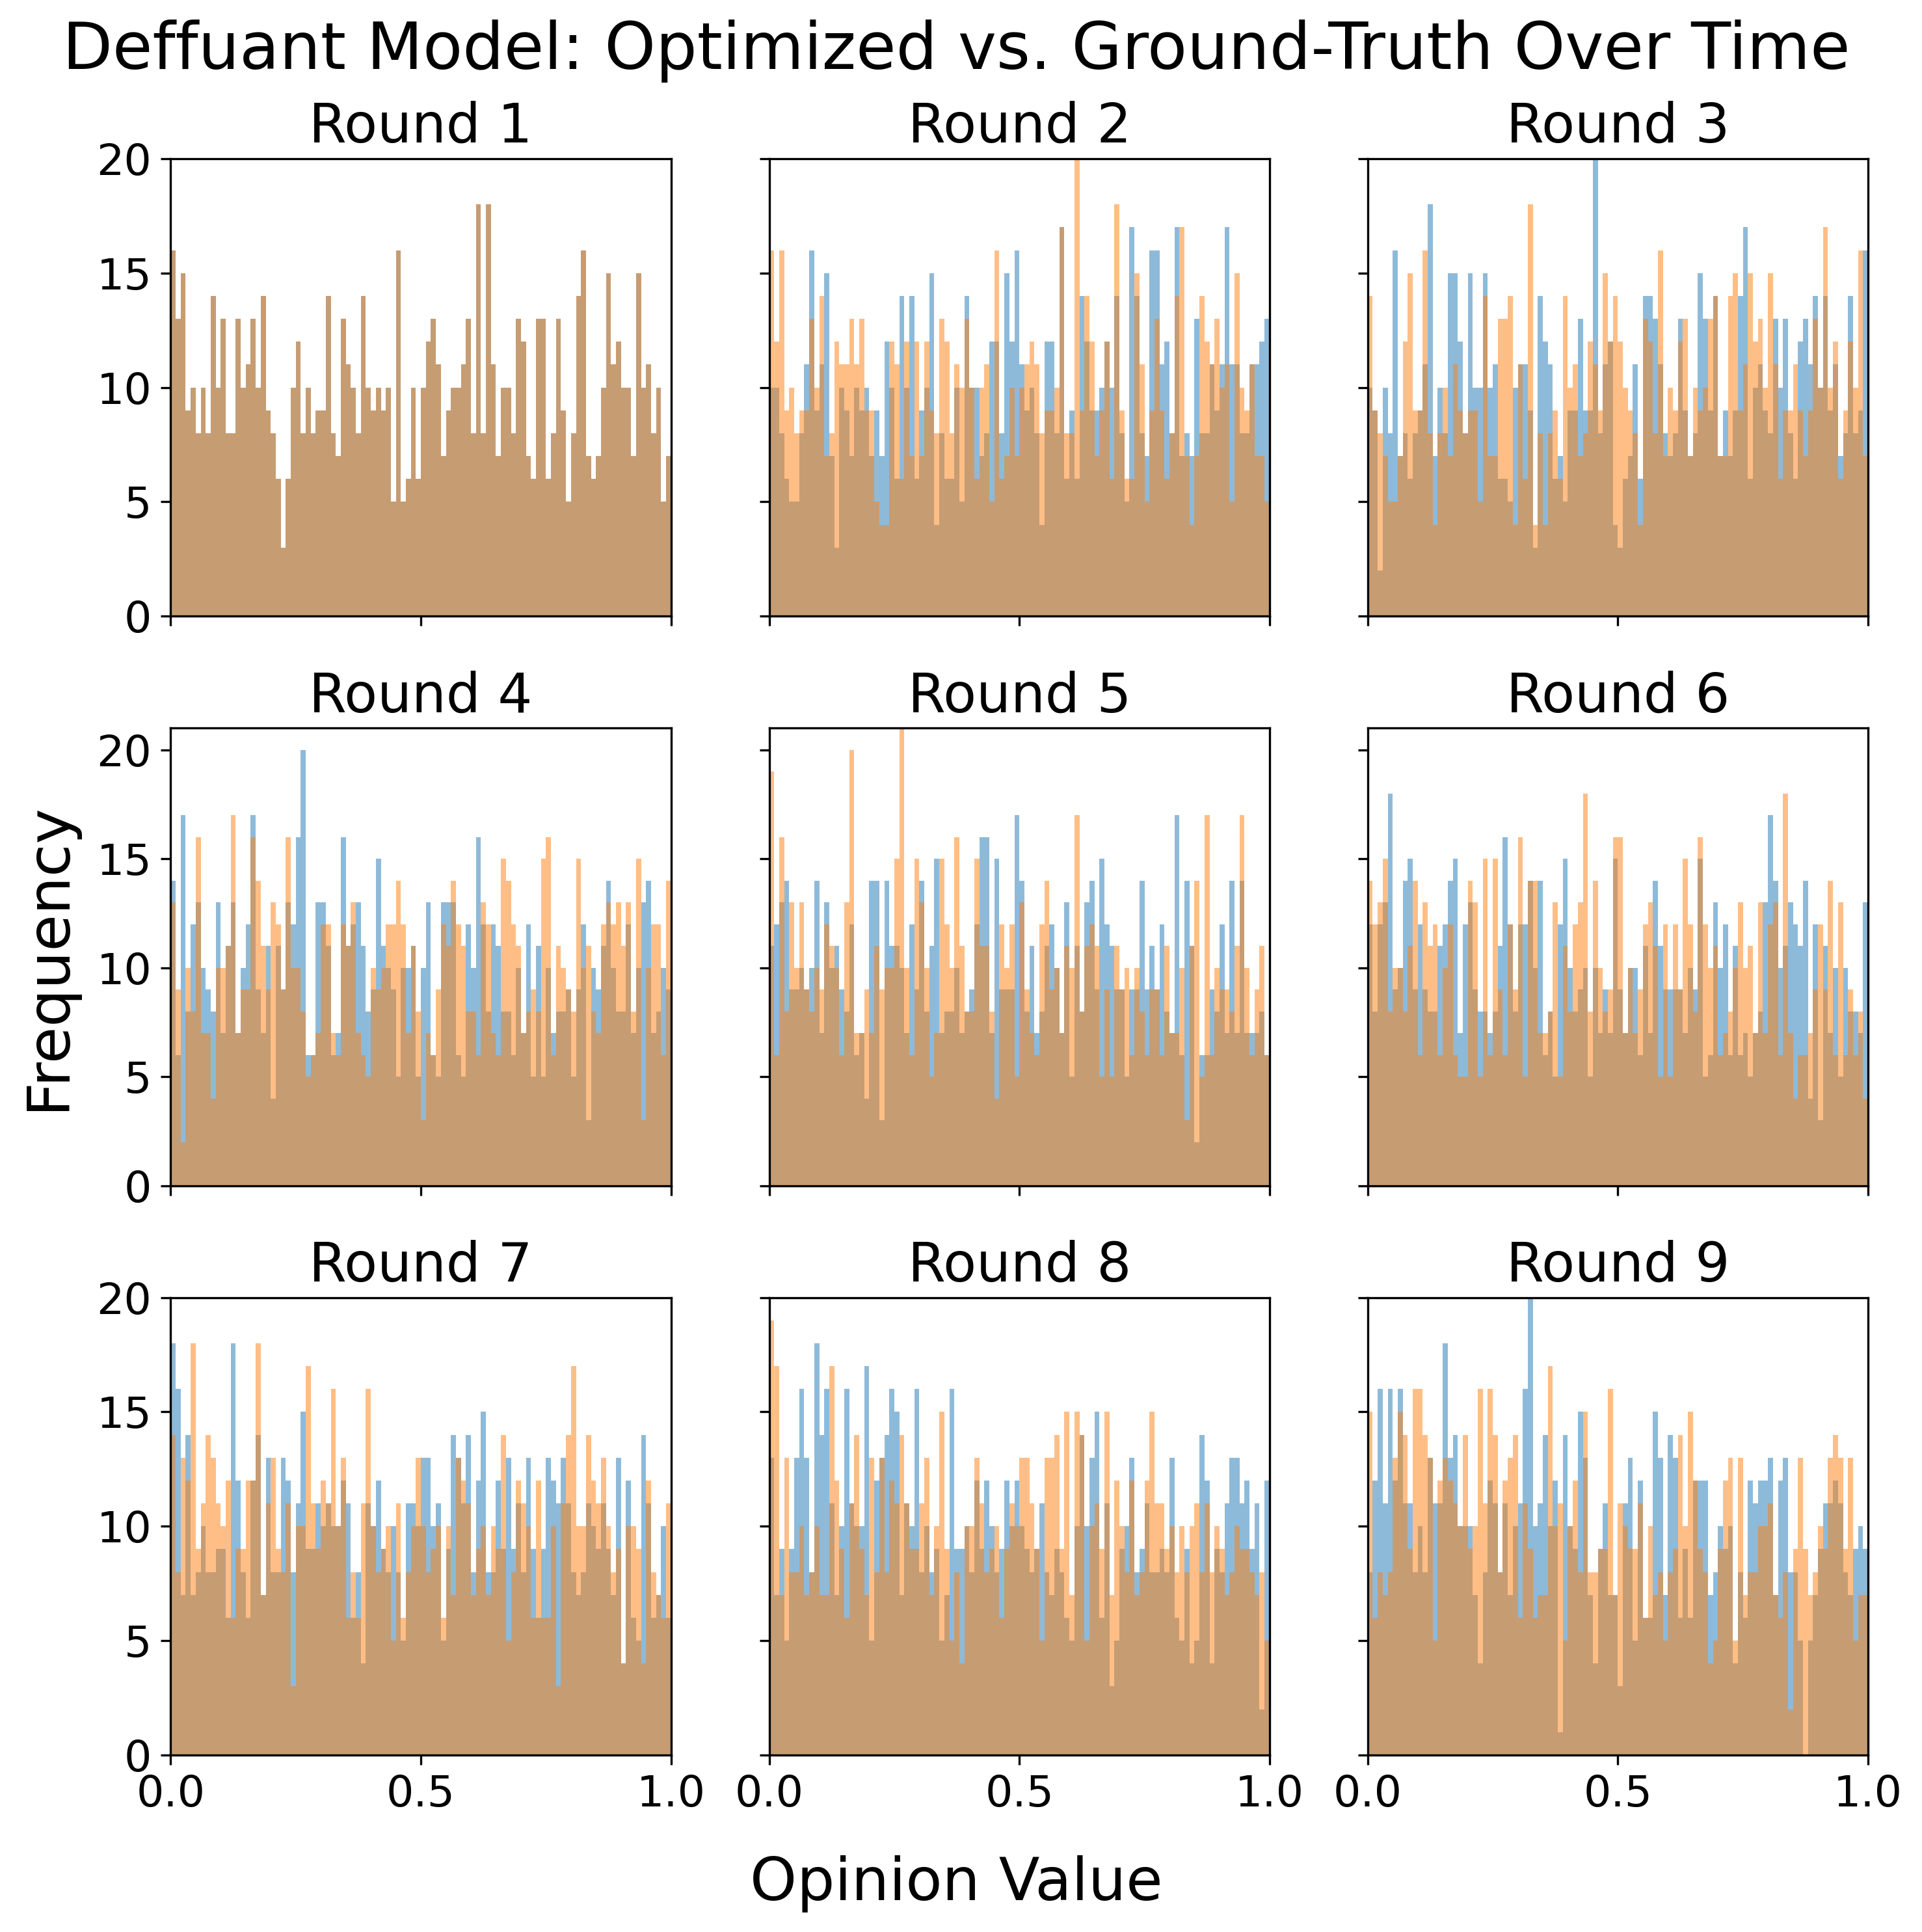 Deffuant Model: Optimized vs. Ground-Truth Over Time
Round 1
Round 2
Round 3
20
15
10
5
0
Round 4
Round 5
Round 6
20
15
10
5
0
Frequency
Round 7
Round 8
Round 9
20
15
10
5
0
0.0 0.5 1.0 0.0 0.5 1.0 0.0 0.5 1.0
Opinion Value